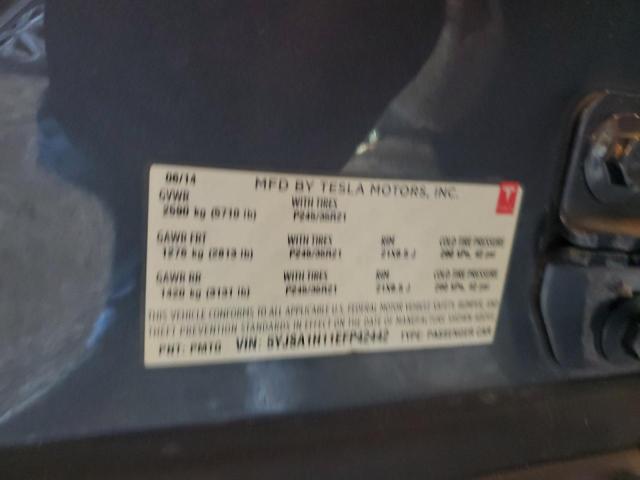 06/14 MFD BY TESLA MOTORS, INC.
GVWR WITH TIRES
kg (5710 lb) P245/35R21
GAWR FRT WITH TIRES RIM COLD TIRE PRESSURE
1276 kg (2813 lb) P245/35R21 21X8.5 J 290 kPa, 42 psi
GAWR RR WITH TIRES RIM COLD TIRE PRESSURE
1420 kg (3131 lb) P245/35R21 21X8.5 J 290 kPa, 42 psi
THIS VEHICLE CONFORMS TO ALL APPLICABLE U.S. FEDERAL MOTOR VEHICLE SAFETY, BUMPER, AND
THEFT PREVENTION STANDARDS IN EFFECT ON THE DATE OF MANUFACTURE SHOWN ABOVE
PNT: VIN: 5YJSA1H11EFP42442 TYPE: PASSENGER CAR